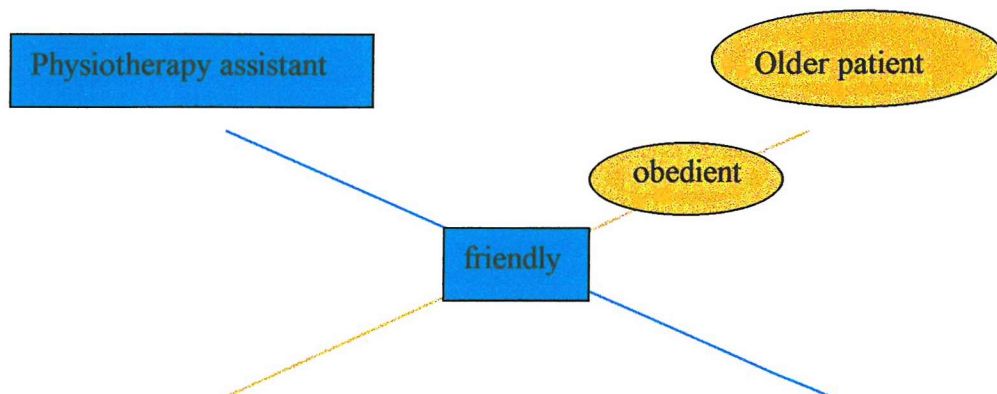 Physiotherapy assistant
Older patient
obedient
friendly